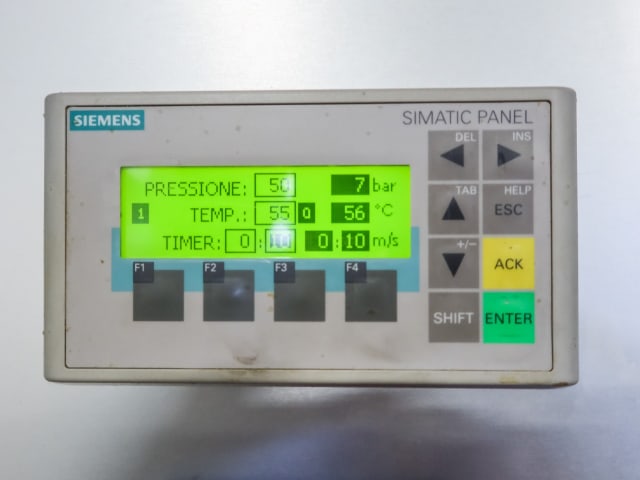 SIEMENS
SIMATIC PANEL
PRESSIONE: 50 7 bar
1 TEMP.: 55 0 56 °C
TIMER: 0:10 0:10 m/s
F1 F2 F3 F4
DEL INS
TAB HELP
ESC
+/-
ACK
SHIFT ENTER